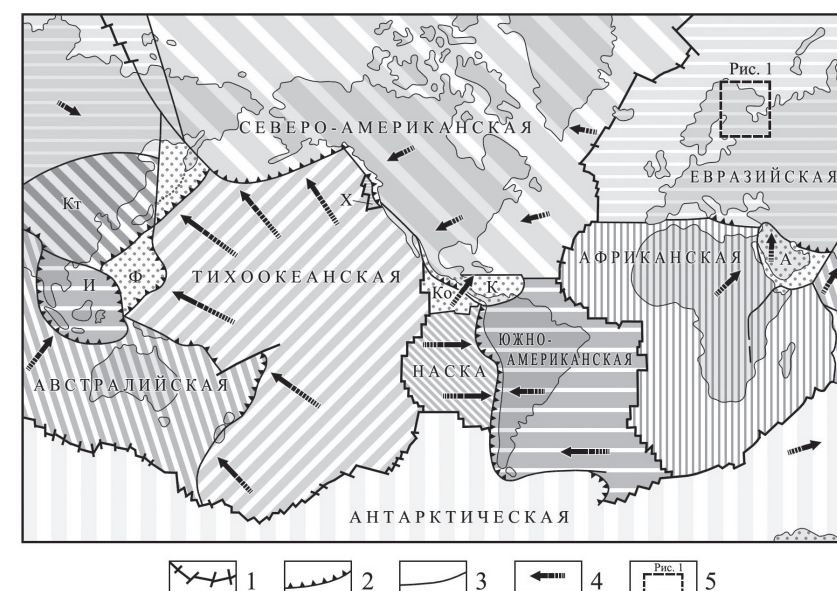 Рис. 1
СЕВЕРО-АМЕРИКАНСКАЯ
ЕВРАЗИЙСКАЯ
Х
Кт
АФРИКАНСКАЯ
А
ТИХООКЕАНСКАЯ
И
Ф
Ко
К
ЮЖНО-
АМЕРИКАНСКАЯ
НАСКА
АВСТРАЛИЙСКАЯ
АНТАРКТИЧЕСКАЯ
1
2
3
4
Рис. 1
5